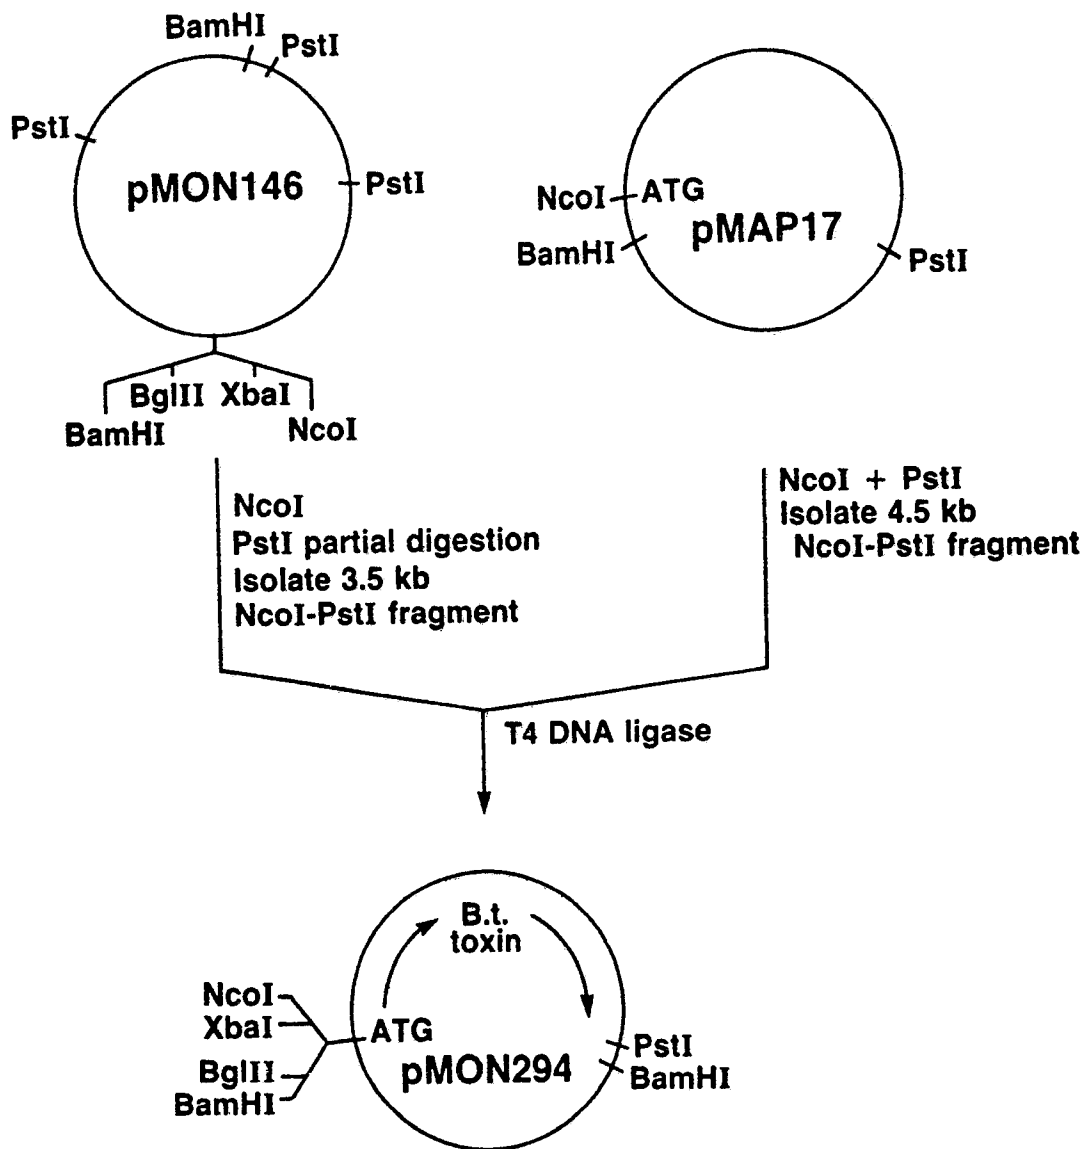 BamHI
PstI
PstI
pMON146
PstI
BglII XbaI
BamHI
NcoI
NcoI
ATG
pMAP17
BamHI
PstI
NcoI
PstI partial digestion
Isolate 3.5 kb
NcoI-PstI fragment
NcoI + PstI
Isolate 4.5 kb
NcoI-PstI fragment
T4 DNA ligase
B.t.
toxin
NcoI
XbaI
BglII
BamHI
ATG
pMON294
PstI
BamHI